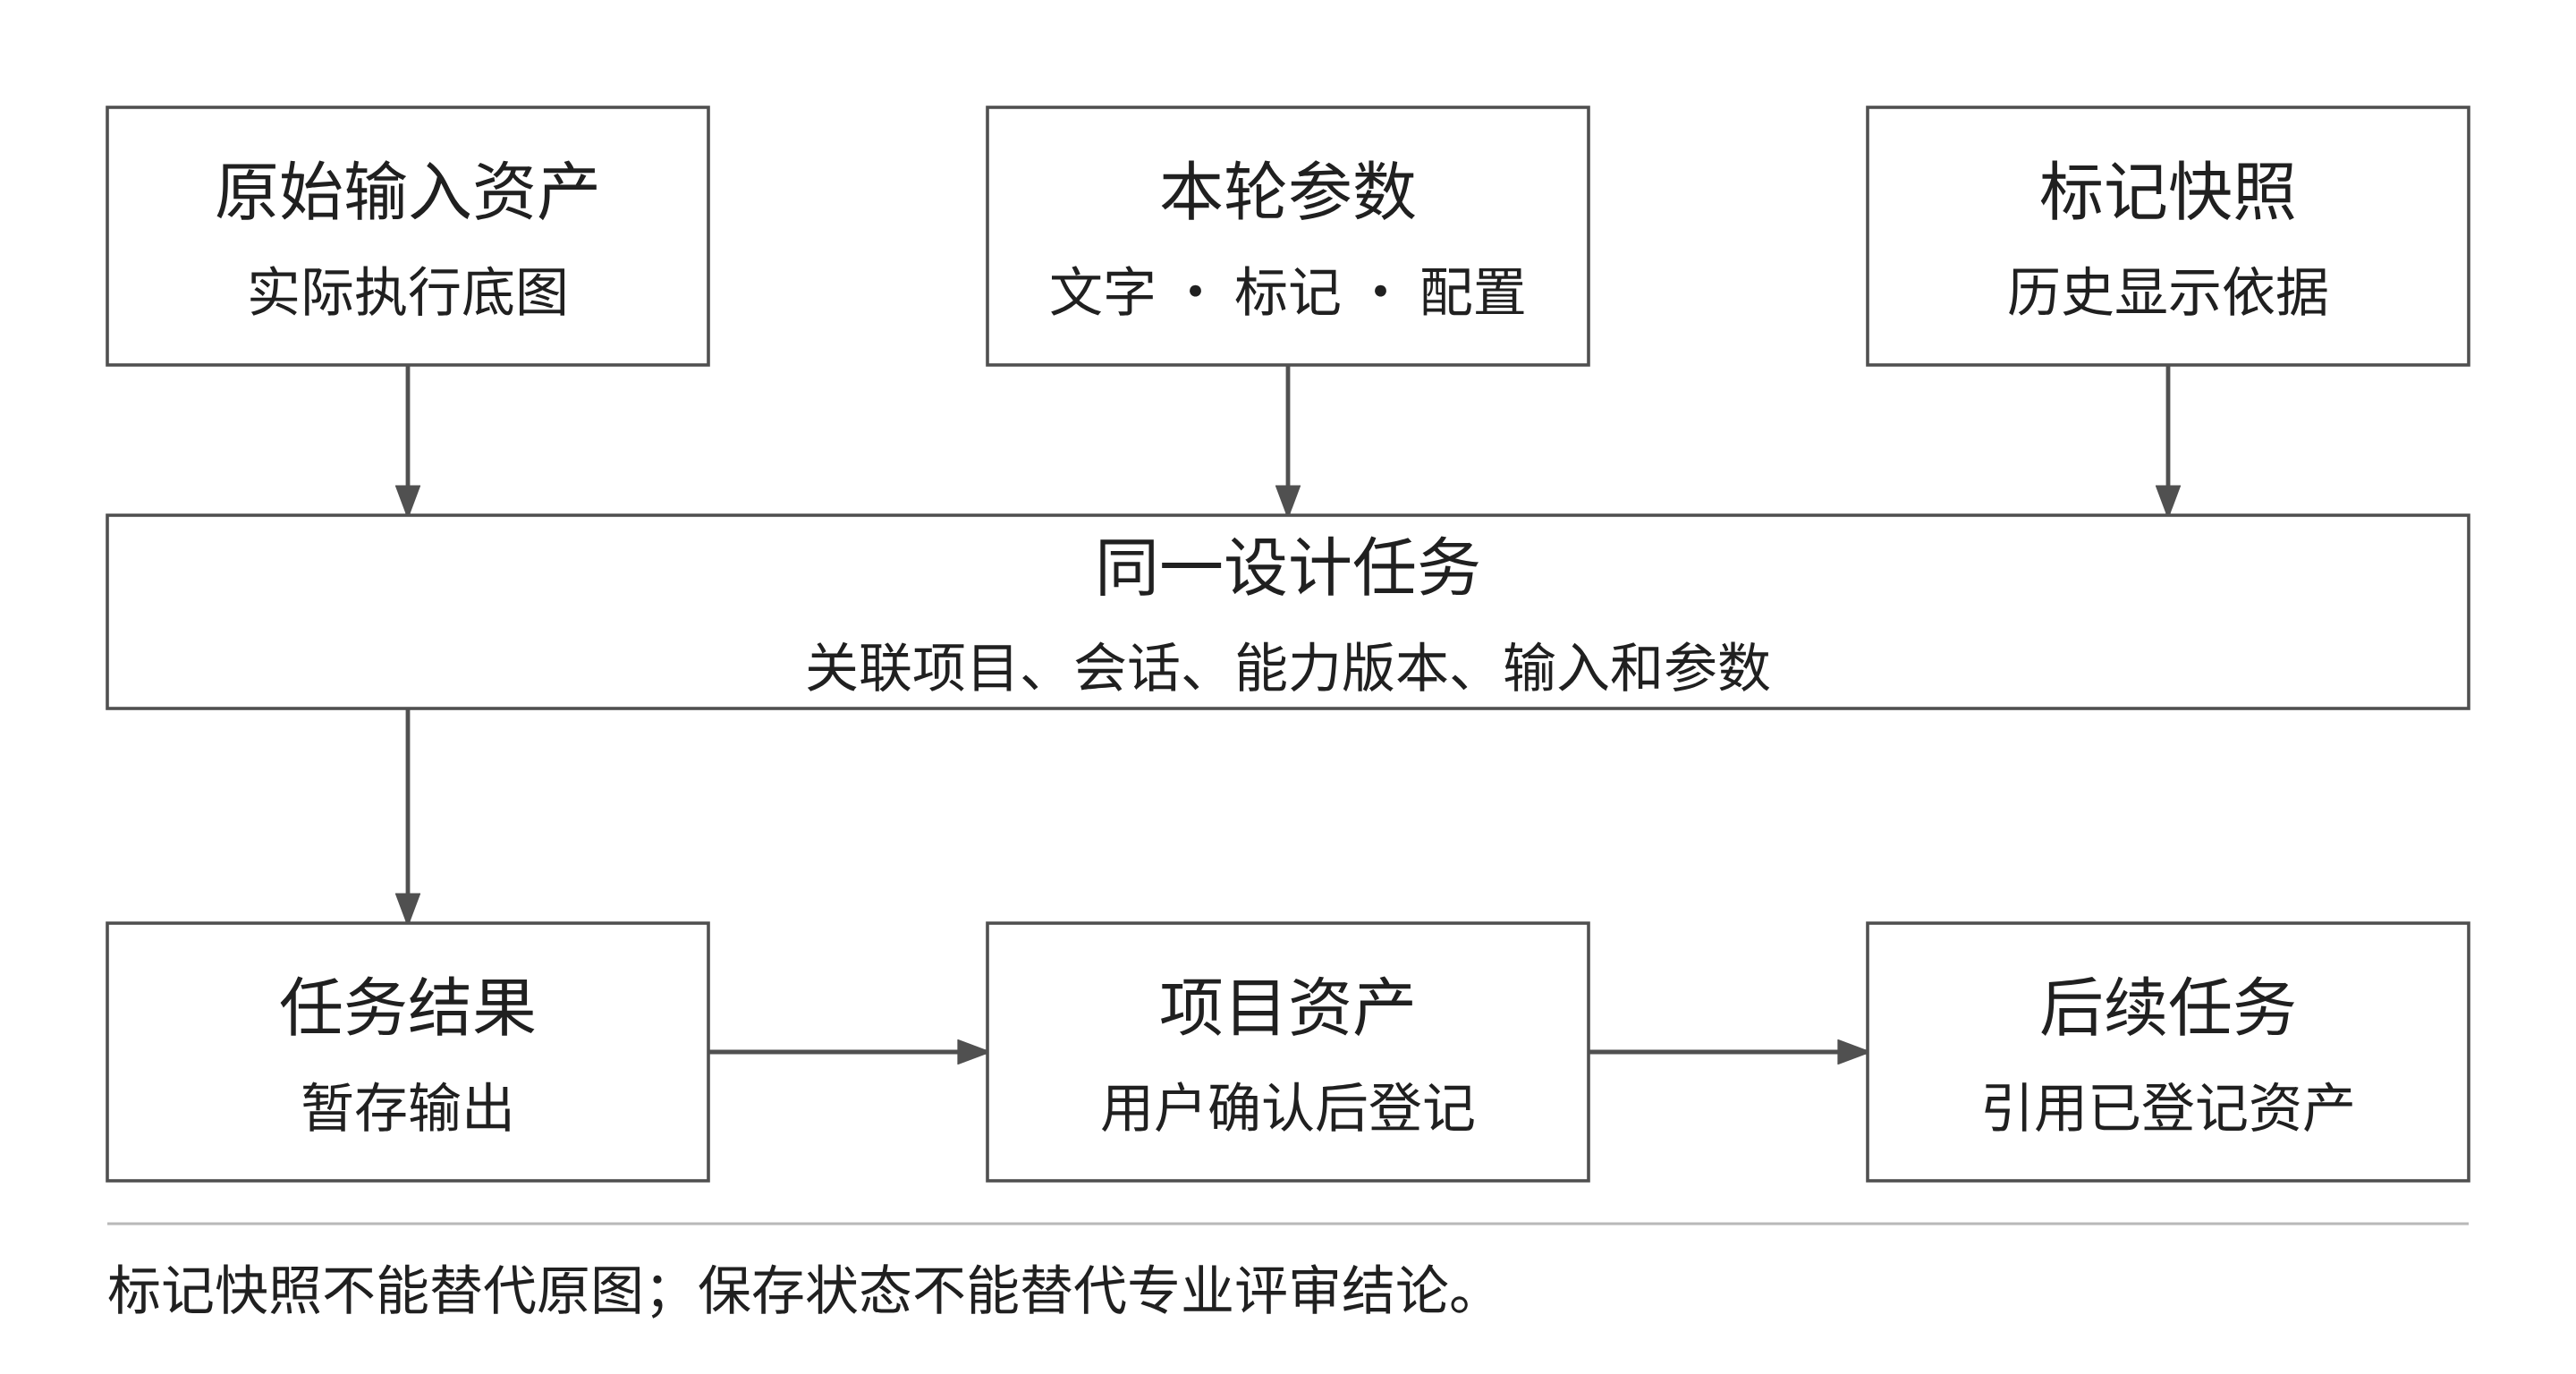 原始输入资产
实际执行底图
本轮参数
文字 · 标记 · 配置
标记快照
历史显示依据
同一设计任务
关联项目、会话、能力版本、输入和参数
任务结果
暂存输出
项目资产
用户确认后登记
后续任务
引用已登记资产
标记快照不能替代原图；保存状态不能替代专业评审结论。